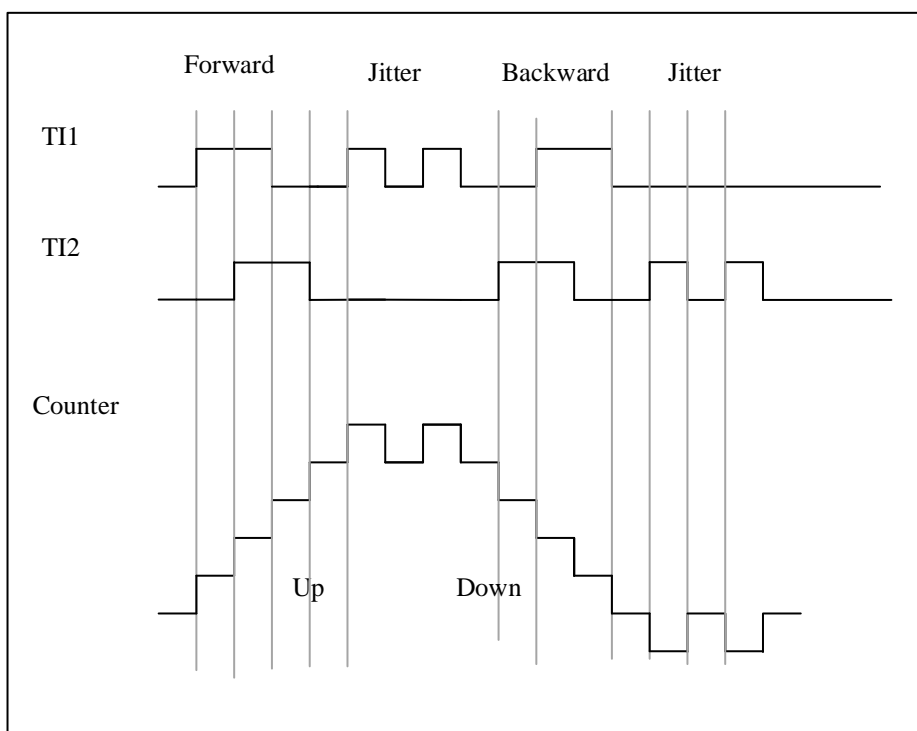 Forward
Jitter
Backward
Jitter
TI1
TI2
Counter
Up
Down